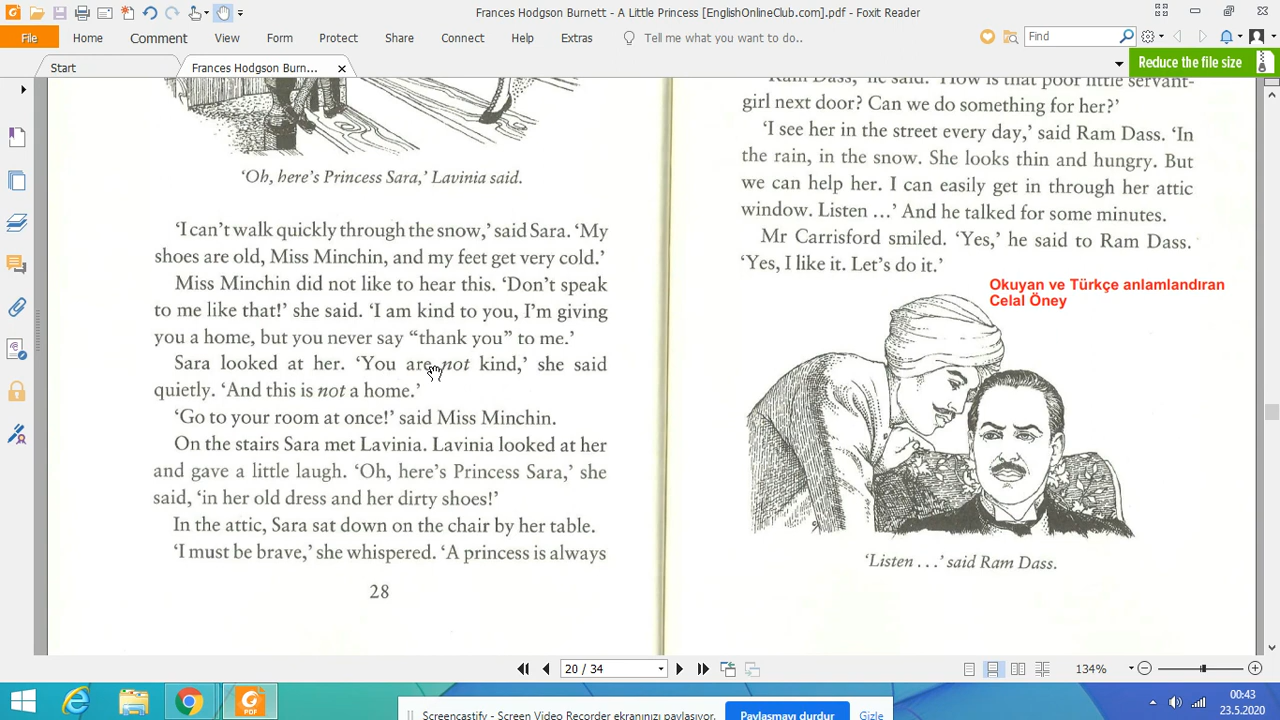 Frances Hodgson Burnett - A Little Princess [EnglishOnlineClub.com].pdf - Foxit Reader
File
Home
Comment
View
Form
Protect
Share
Connect
Help
Extras
Tell me what you want to do..
Find
Start
Frances Hodgson Burn...
Reduce the file size
'Oh, here's Princess Sara,' Lavinia said.
'I can't walk quickly through the snow,' said Sara. 'My
shoes are old, Miss Minchin, and my feet get very cold.'
Miss Minchin did not like to hear this. 'Don't speak
to me like that!' she said. 'I am kind to you, I'm giving
you a home, but you never say "thank you" to me.'
Sara looked at her. 'You are not kind,' she said
quietly. 'And this is not a home.'
'Go to your room at once!' said Miss Minchin.
On the stairs Sara met Lavinia. Lavinia looked at her
and gave a little laugh. 'Oh, here's Princess Sara,' she
said, 'in her old dress and her dirty shoes!'
In the attic, Sara sat down on the chair by her table.
'I must be brave,' she whispered. 'A princess is always
28
'Ram Dass,' he said. 'How is that poor little servant-
girl next door? Can we do something for her?'
'I see her in the street every day,' said Ram Dass. 'In
the rain, in the snow. She looks thin and hungry. But
we can help her. I can easily get in through her attic
window. Listen ...' And he talked for some minutes.
Mr Carrisford smiled. 'Yes,' he said to Ram Dass.
'Yes, I like it. Let's do it.'
Okuyan ve Türkçe anlamlandıran
Celal Öney
'Listen ...' said Ram Dass.
20 / 34
134%
PDF
Screencastify - Screen Video Recorder ekranınızı paylaşıyor.
Paylaşmayı durdur
Gizle
00:43
23.5.2020